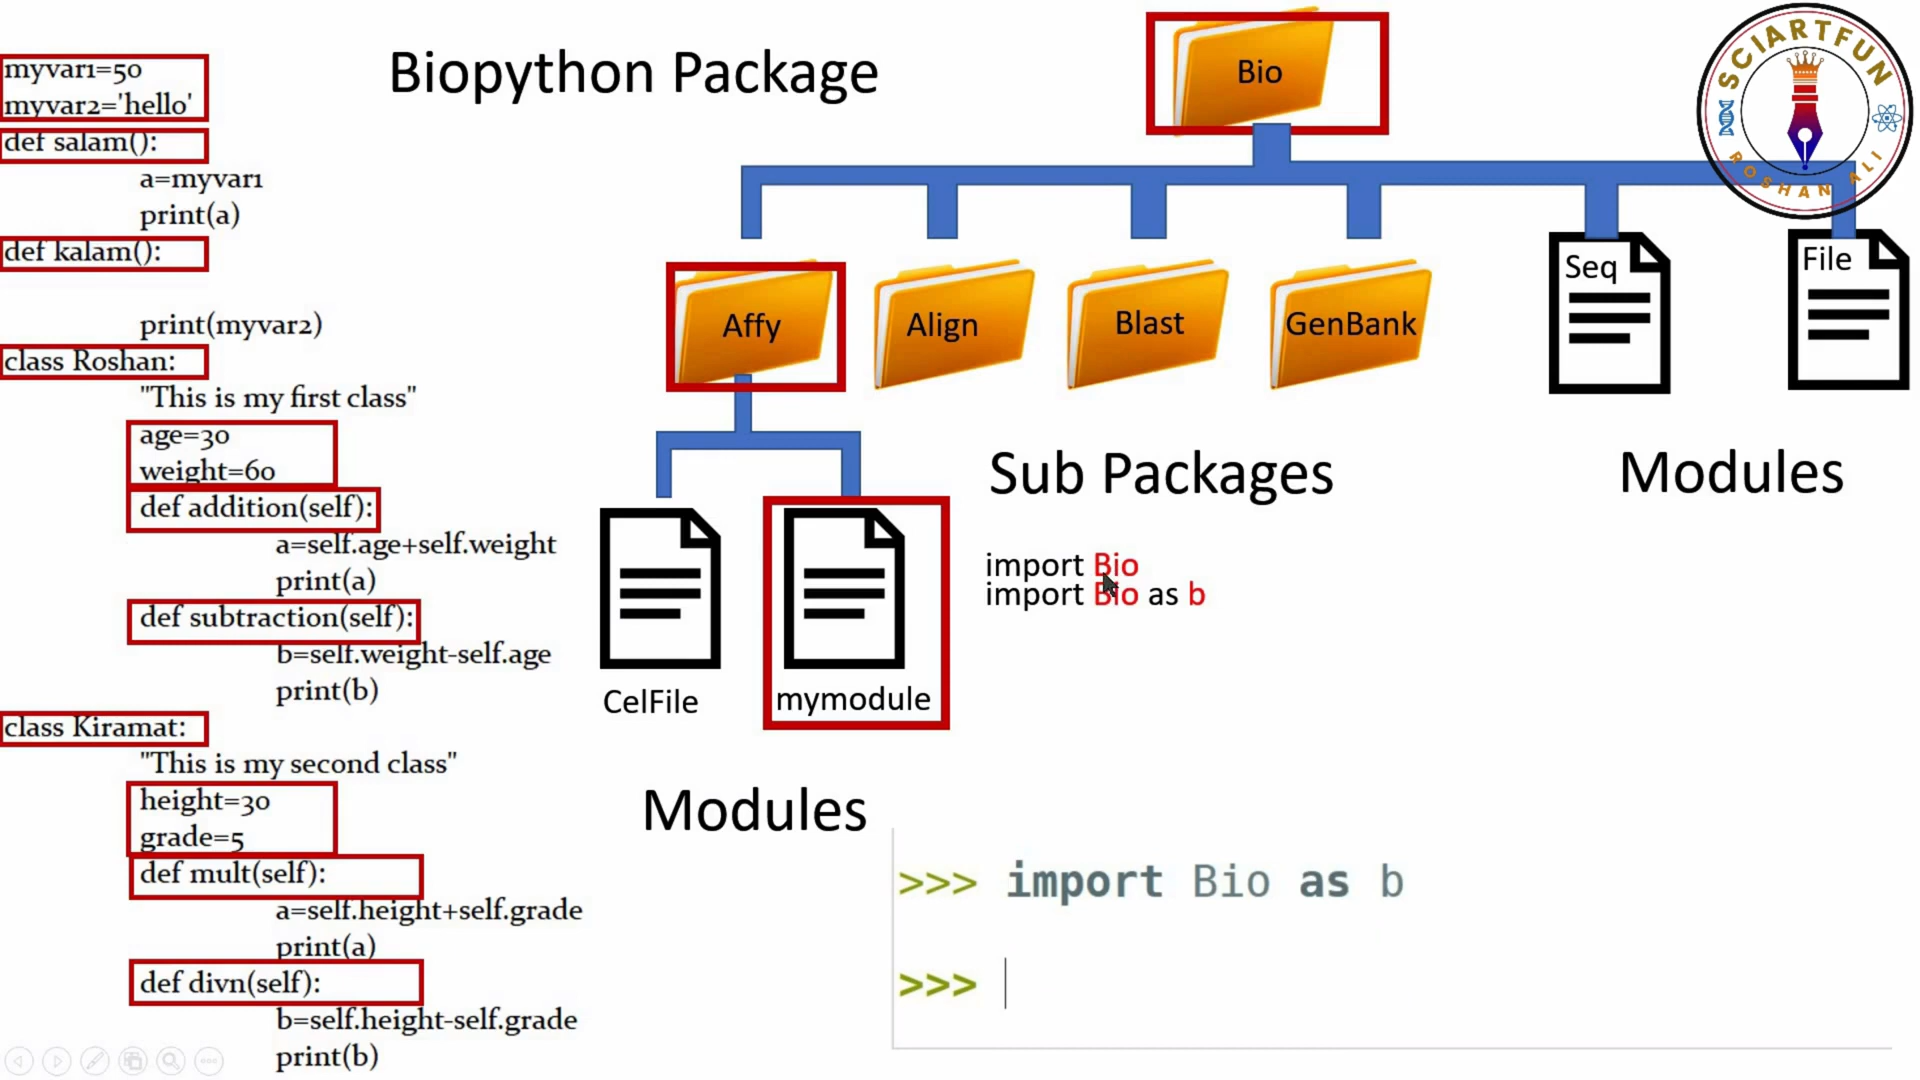 myvar1=50
myvar2='hello'
def salam():
a=myvar1
print(a)
def kalam():
print(myvar2)
class Roshan:
"This is my first class"
age=30
weight=60
def addition(self):
a=self.age+self.weight
print(a)
def subtraction(self):
b=self.weight-self.age
print(b)
class Kiramat:
"This is my second class"
height=30
grade=5
def mult(self):
a=self.height+self.grade
print(a)
def divn(self):
b=self.height-self.grade
print(b)
Biopython Package
Bio
Affy
Align
Blast
GenBank
Seq
File
Sub Packages
Modules
CelFile
mymodule
Modules
import Bio
import Bio as b
>>> import Bio as b
>>>
SCIARTFUN
ROSHAN ALI